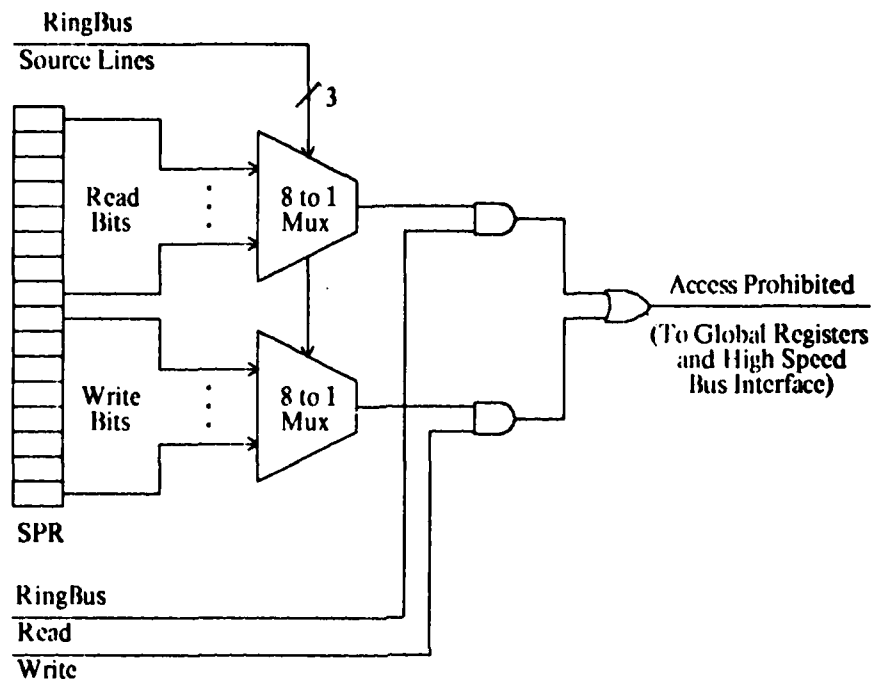 RingBus
Source Lines
3
Read
Bits
8 to 1
Mux
Access Prohibited
(To Global Registers
and High Speed
Bus Interface)
Write
Bits
8 to 1
Mux
SPR
RingBus
Read
Write